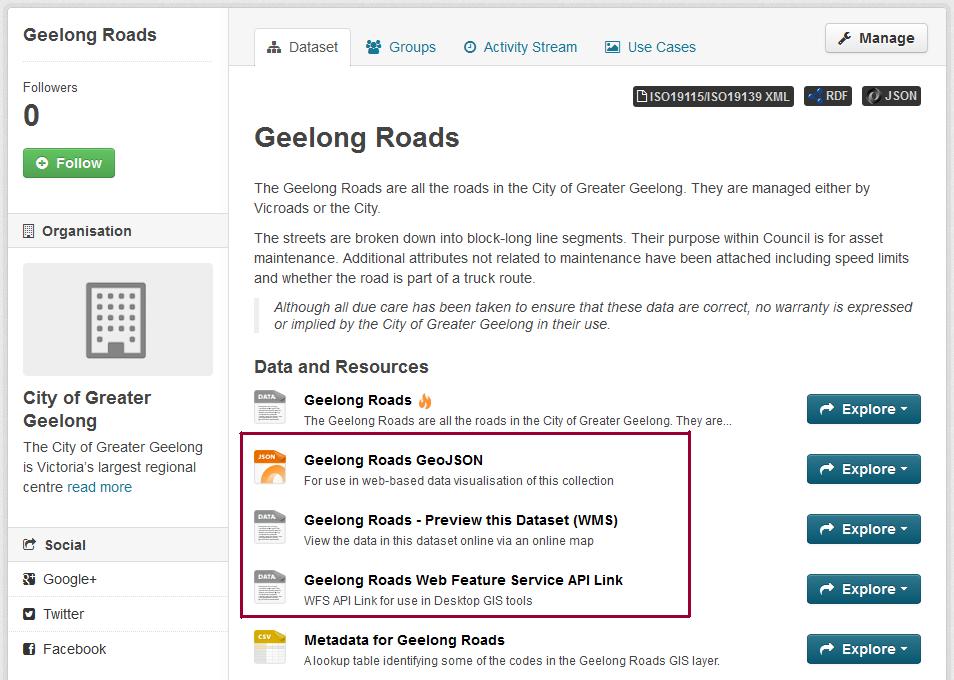 Geelong Roads
Followers
0
Follow
Organisation
City of Greater
Geelong
The City of Greater Geelong
is Victoria's largest regional
centre read more
Social
Google+
Twitter
Facebook
Dataset
Groups
Activity Stream
Use Cases
Manage
ISO19115/ISO19139 XML
RDF
JSON
Geelong Roads
The Geelong Roads are all the roads in the City of Greater Geelong. They are managed either by
Vicroads or the City.
The streets are broken down into block-long line segments. Their purpose within Council is for asset
maintenance. Additional attributes not related to maintenance have been attached including speed limits
and whether the road is part of a truck route.
Although all due care has been taken to ensure that these data are correct, no warranty is expressed
or implied by the City of Greater Geelong in their use.
Data and Resources
DATA
Geelong Roads
The Geelong Roads are all the roads in the City of Greater Geelong. They are...
Explore
JSON
Geelong Roads GeoJSON
For use in web-based data visualisation of this collection
Explore
DATA
Geelong Roads - Preview this Dataset (WMS)
View the data in this dataset online via an online map
Explore
DATA
Geelong Roads Web Feature Service API Link
WFS API Link for use in Desktop GIS tools
Explore
CSV
Metadata for Geelong Roads
A lookup table identifying some of the codes in the Geelong Roads GIS layer.
Explore